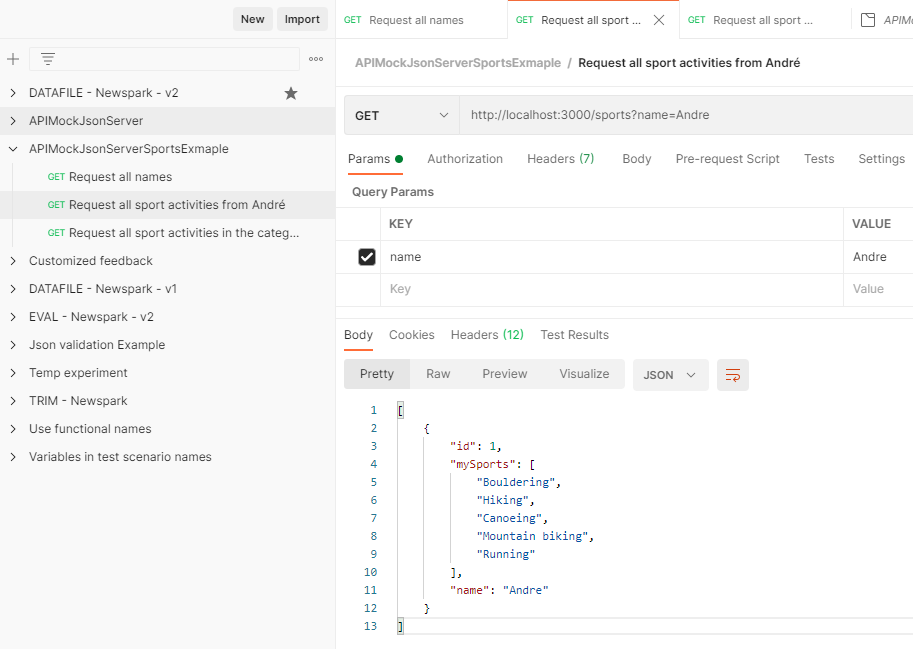 New Import
DATAFILE - Newspark - v2
APIMockJsonServer
APIMockJsonServerSportsExmaple
GET Request all names
GET Request all sport activities from André
GET Request all sport activities in the categ...
Customized feedback
DATAFILE - Newspark - v1
EVAL - Newspark - v2
Json validation Example
Temp experiment
TRIM - Newspark
Use functional names
Variables in test scenario names
GET Request all names GET Request all sport ... GET Request all sport ...
APIMockJsonServerSportsExmaple / Request all sport activities from André
GET http://localhost:3000/sports?name=Andre
Params Authorization Headers (7) Body Pre-request Script Tests Settings
Query Params
KEY VALUE
name Andre
Key Value
Body Cookies Headers (12) Test Results
Pretty Raw Preview Visualize JSON
1 [
2 {
3 "id": 1,
4 "mySports": [
5 "Bouldering",
6 "Hiking",
7 "Canoeing",
8 "Mountain biking",
9 "Running"
10 ],
11 "name": "Andre"
12 }
13 ]